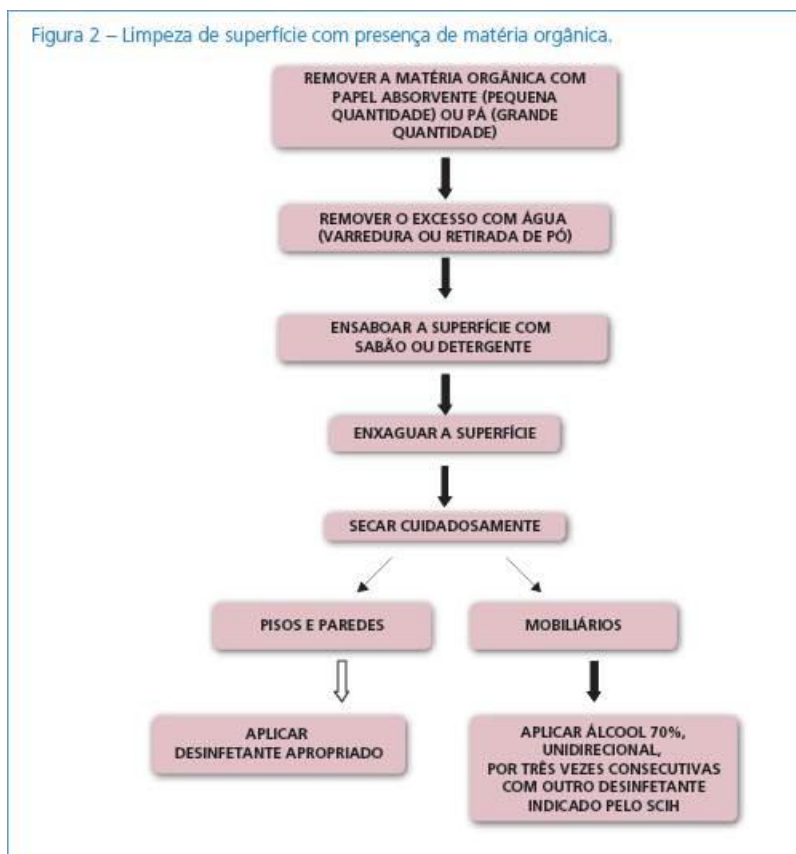 Figura 2 – Limpeza de superfície com presença de matéria orgânica.
REMOVER A MATÉRIA ORGÂNICA COM
PAPEL ABSORVENTE (PEQUENA
QUANTIDADE) OU PÁ (GRANDE
QUANTIDADE)
REMOVER O EXCESSO COM ÁGUA
(VARREDURA OU RETIRADA DE PÓ)
ENSABOAR A SUPERFÍCIE COM
SABÃO OU DETERGENTE
ENXAGUAR A SUPERFÍCIE
SECAR CUIDADOSAMENTE
PISOS E PAREDES
MOBILIÁRIOS
APLICAR
DESINFETANTE APROPRIADO
APLICAR ÁLCOOL 70%,
UNIDIRECIONAL,
POR TRÊS VEZES CONSECUTIVAS
COM OUTRO DESINFETANTE
INDICADO PELO SCIH